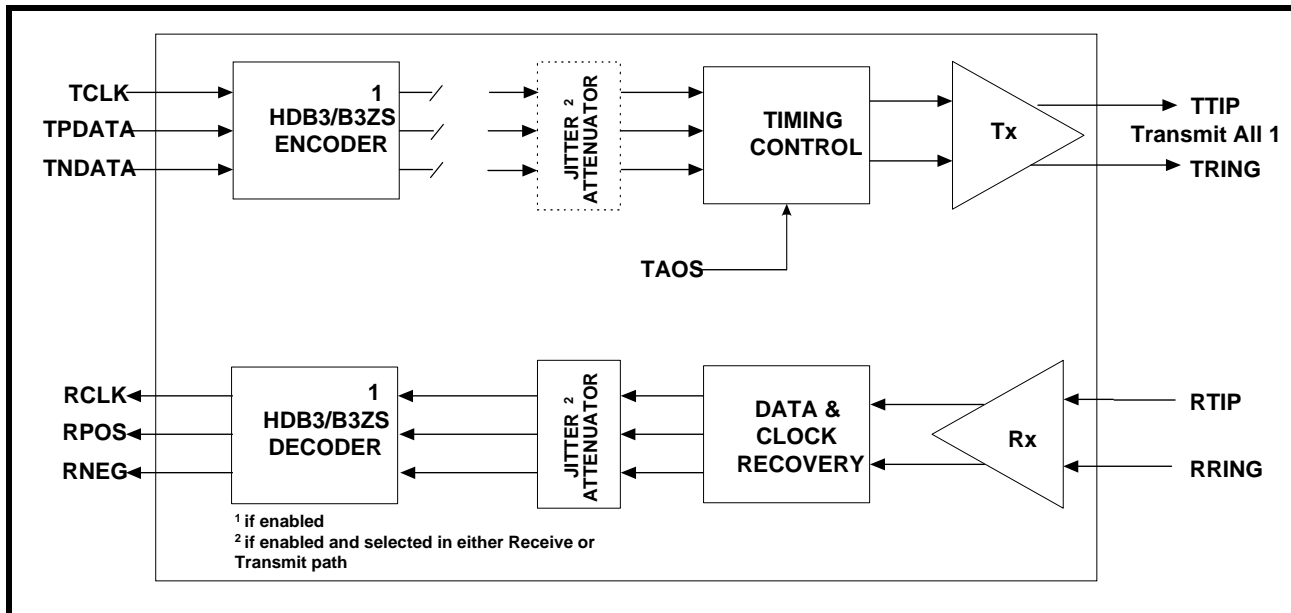 TCLK
TPDATA
TNDATA
1
HDB3/B3ZS
ENCODER
JITTER 2
ATTENUATOR
TIMING
CONTROL
Tx
TTIP
Transmit All 1
TRING
TAOS
RCLK
RPOS
RNEG
1
HDB3/B3ZS
DECODER
JITTER 2
ATTENUATOR
DATA &
CLOCK
RECOVERY
Rx
RTIP
RRING
1 if enabled
2 if enabled and selected in either Receive or
Transmit path